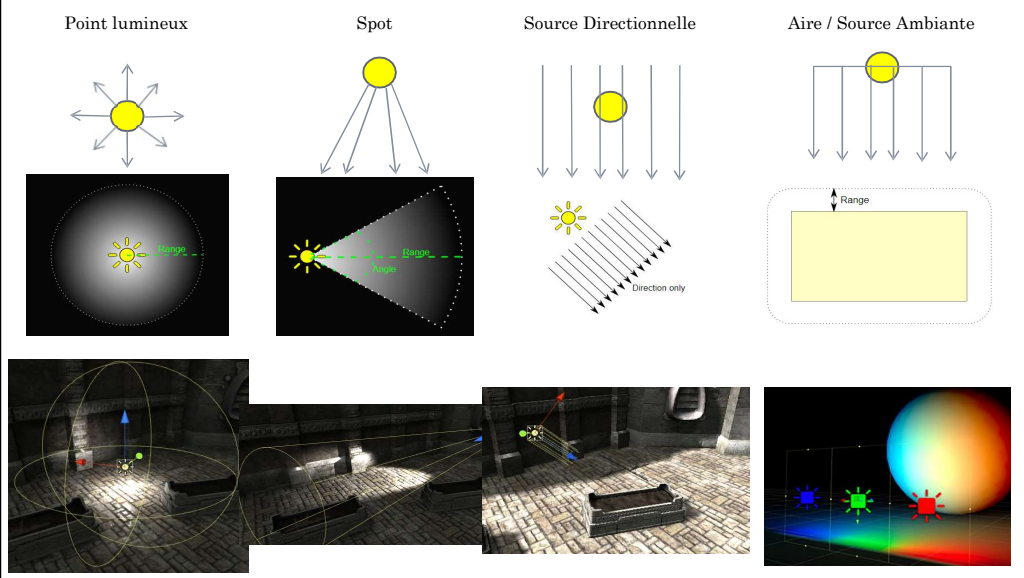 Point lumineux
Spot
Source Directionnelle
Aire / Source Ambiante
Range
Range
Angle
Direction only
Range